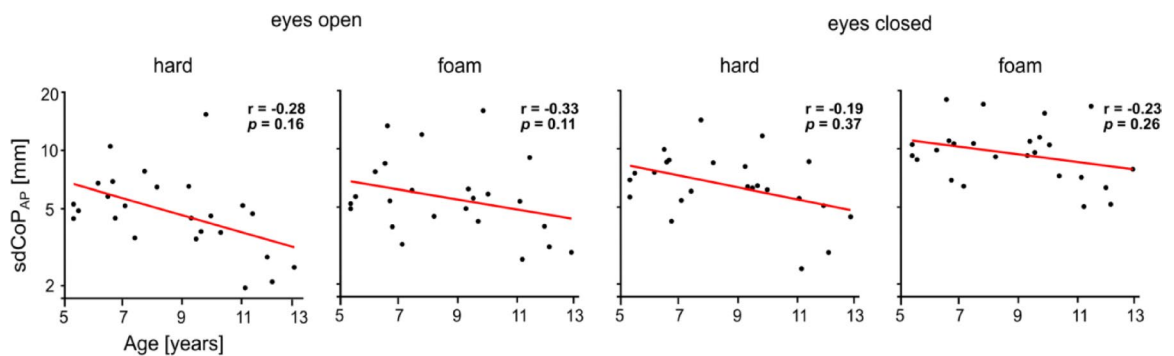 eyes open
eyes closed
hard
foam
hard
foam
sdCoPAP [mm]
20
10
5
2
r = -0.28
p = 0.16
r = -0.33
p = 0.11
r = -0.19
p = 0.37
r = -0.23
p = 0.26
5 7 9 11 13
5 7 9 11 13
5 7 9 11 13
5 7 9 11 13
Age [years]